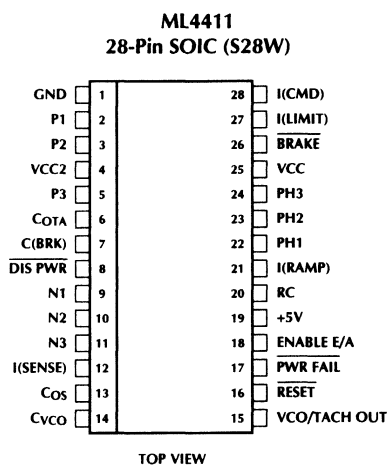 ML4411
28-Pin SOIC (S28W)
GND 1 28 I(CMD)
P1 2 27 I(LIMIT)
P2 3 26 BRAKE
VCC2 4 25 VCC
P3 5 24 PH3
COTA 6 23 PH2
C(BRK) 7 22 PH1
DIS PWR 8 21 I(RAMP)
N1 9 20 RC
N2 10 19 +5V
N3 11 18 ENABLE E/A
I(SENSE) 12 17 PWR FAIL
COS 13 16 RESET
CVCO 14 15 VCO/TACH OUT
TOP VIEW